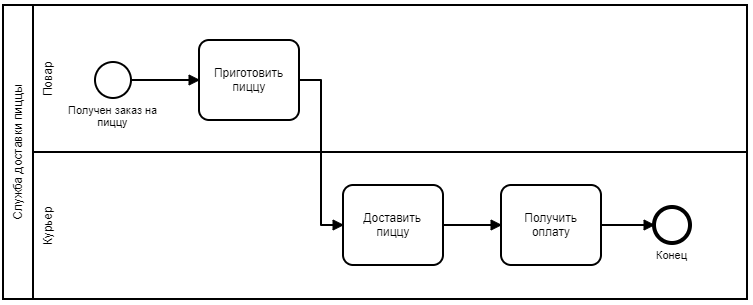 Служба доставки пиццы
Повар
Получен заказ на
пиццу
Приготовить
пиццу
Курьер
Доставить
пиццу
Получить
оплату
Конец